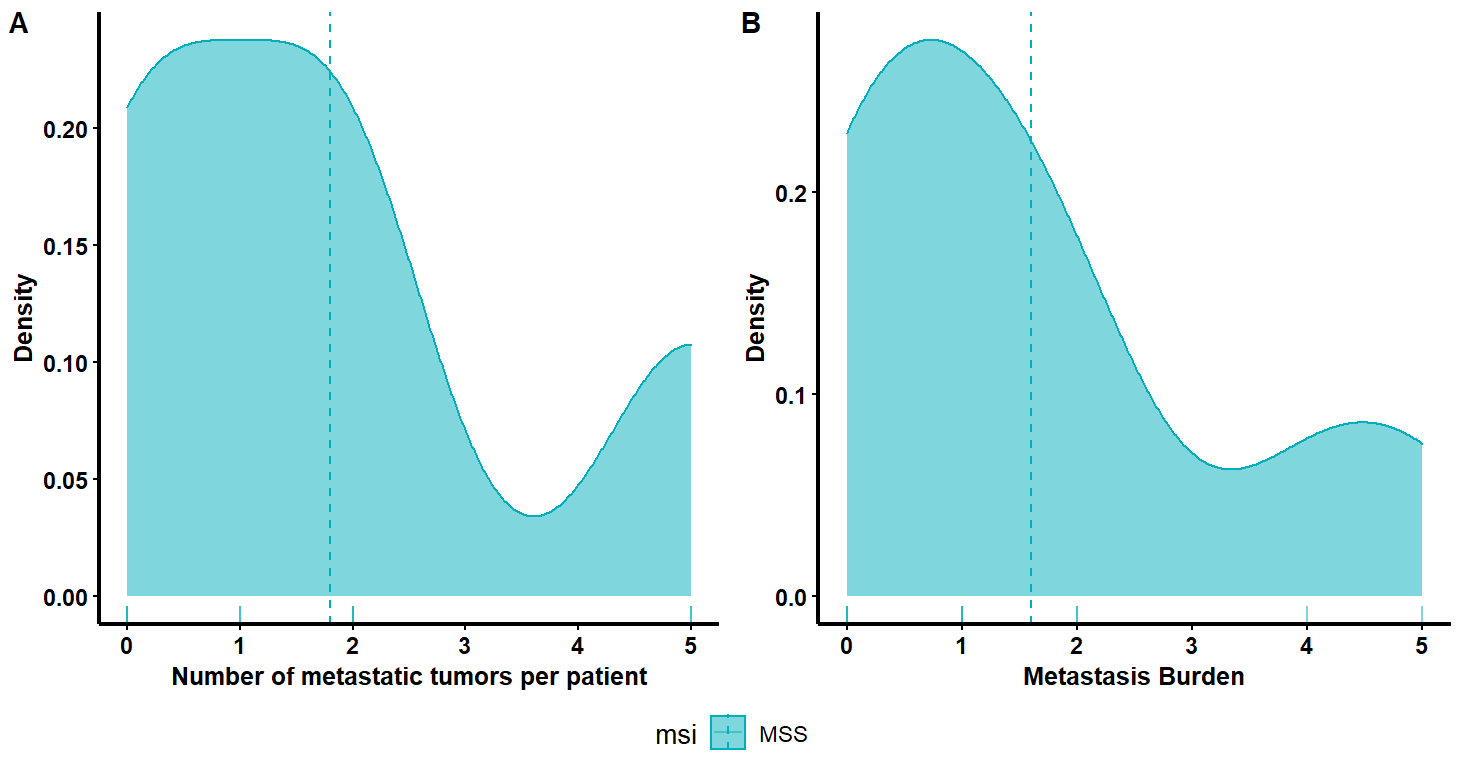 A
Density
0.20
0.15
0.10
0.05
0.00
0 1 2 3 4 5
Number of metastatic tumors per patient
B
Density
0.2
0.1
0.0
0 1 2 3 4 5
Metastasis Burden
msi MSS